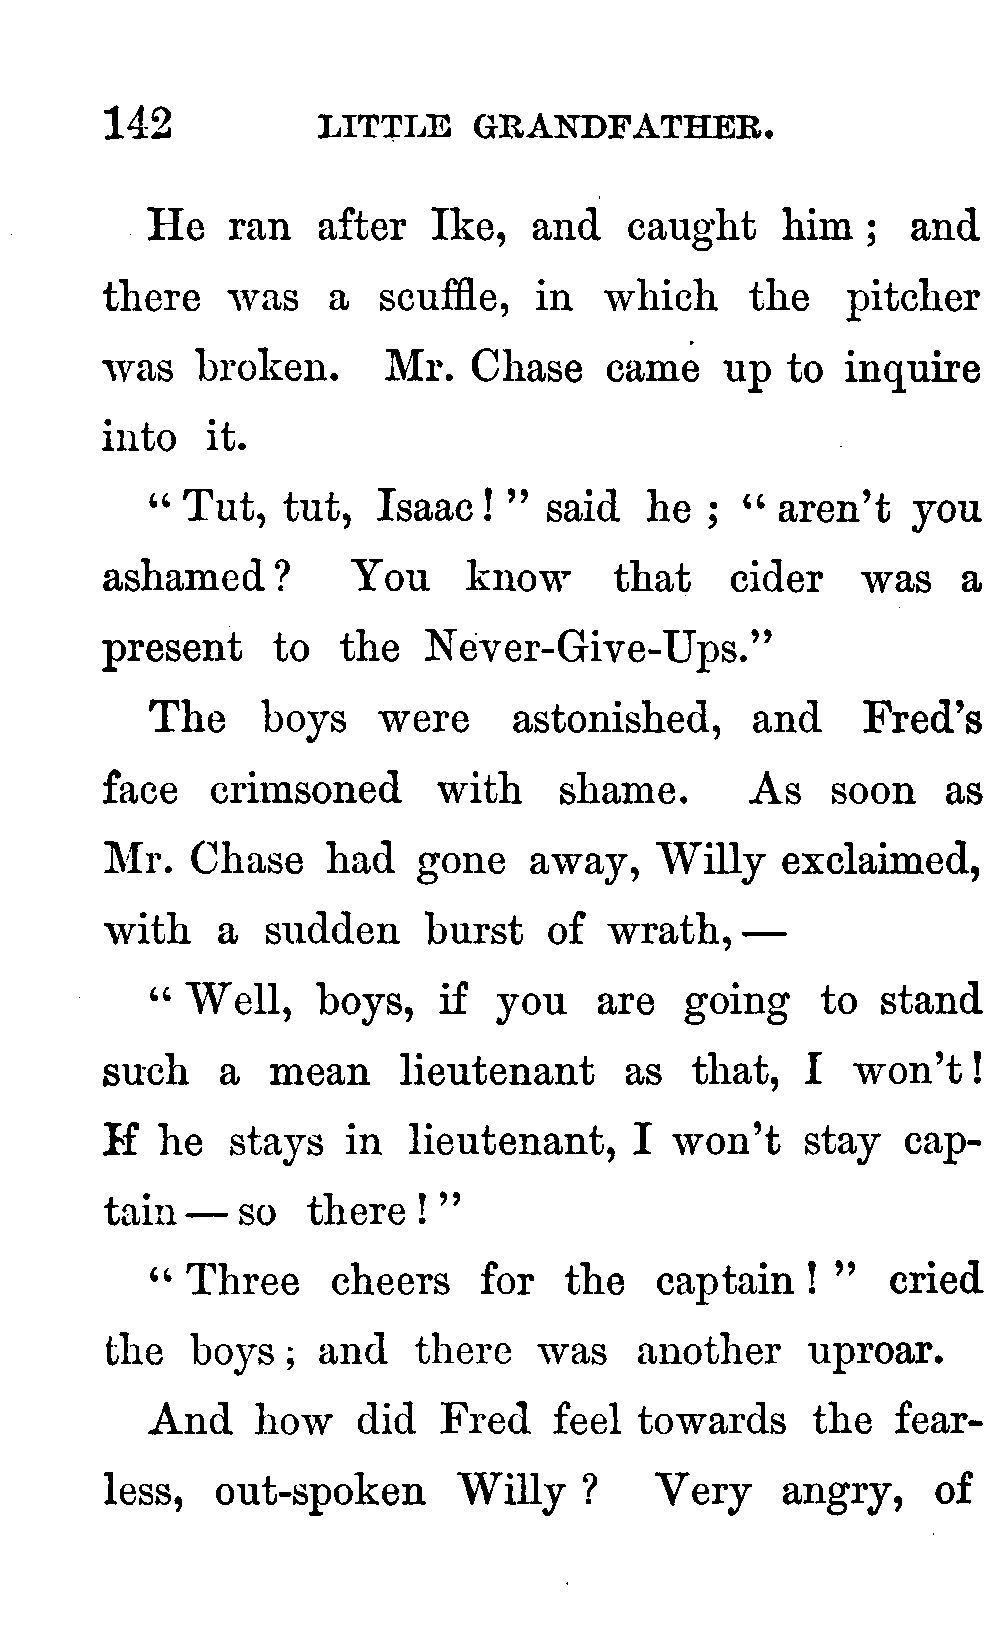 142 LITTLE GRANDFATHER.
He ran after Ike, and caught him; and
there was a scuffle, in which the pitcher
was broken. Mr. Chase came up to inquire
into it.
"Tut, tut, Isaac!" said he; "aren't you
ashamed? You know that cider was a
present to the Never-Give-Ups."
The boys were astonished, and Fred's
face crimsoned with shame. As soon as
Mr. Chase had gone away, Willy exclaimed,
with a sudden burst of wrath,—
"Well, boys, if you are going to stand
such a mean lieutenant as that, I won't!
If he stays in lieutenant, I won't stay cap-
tain—so there!"
"Three cheers for the captain!" cried
the boys; and there was another uproar.
And how did Fred feel towards the fear-
less, out-spoken Willy? Very angry, of